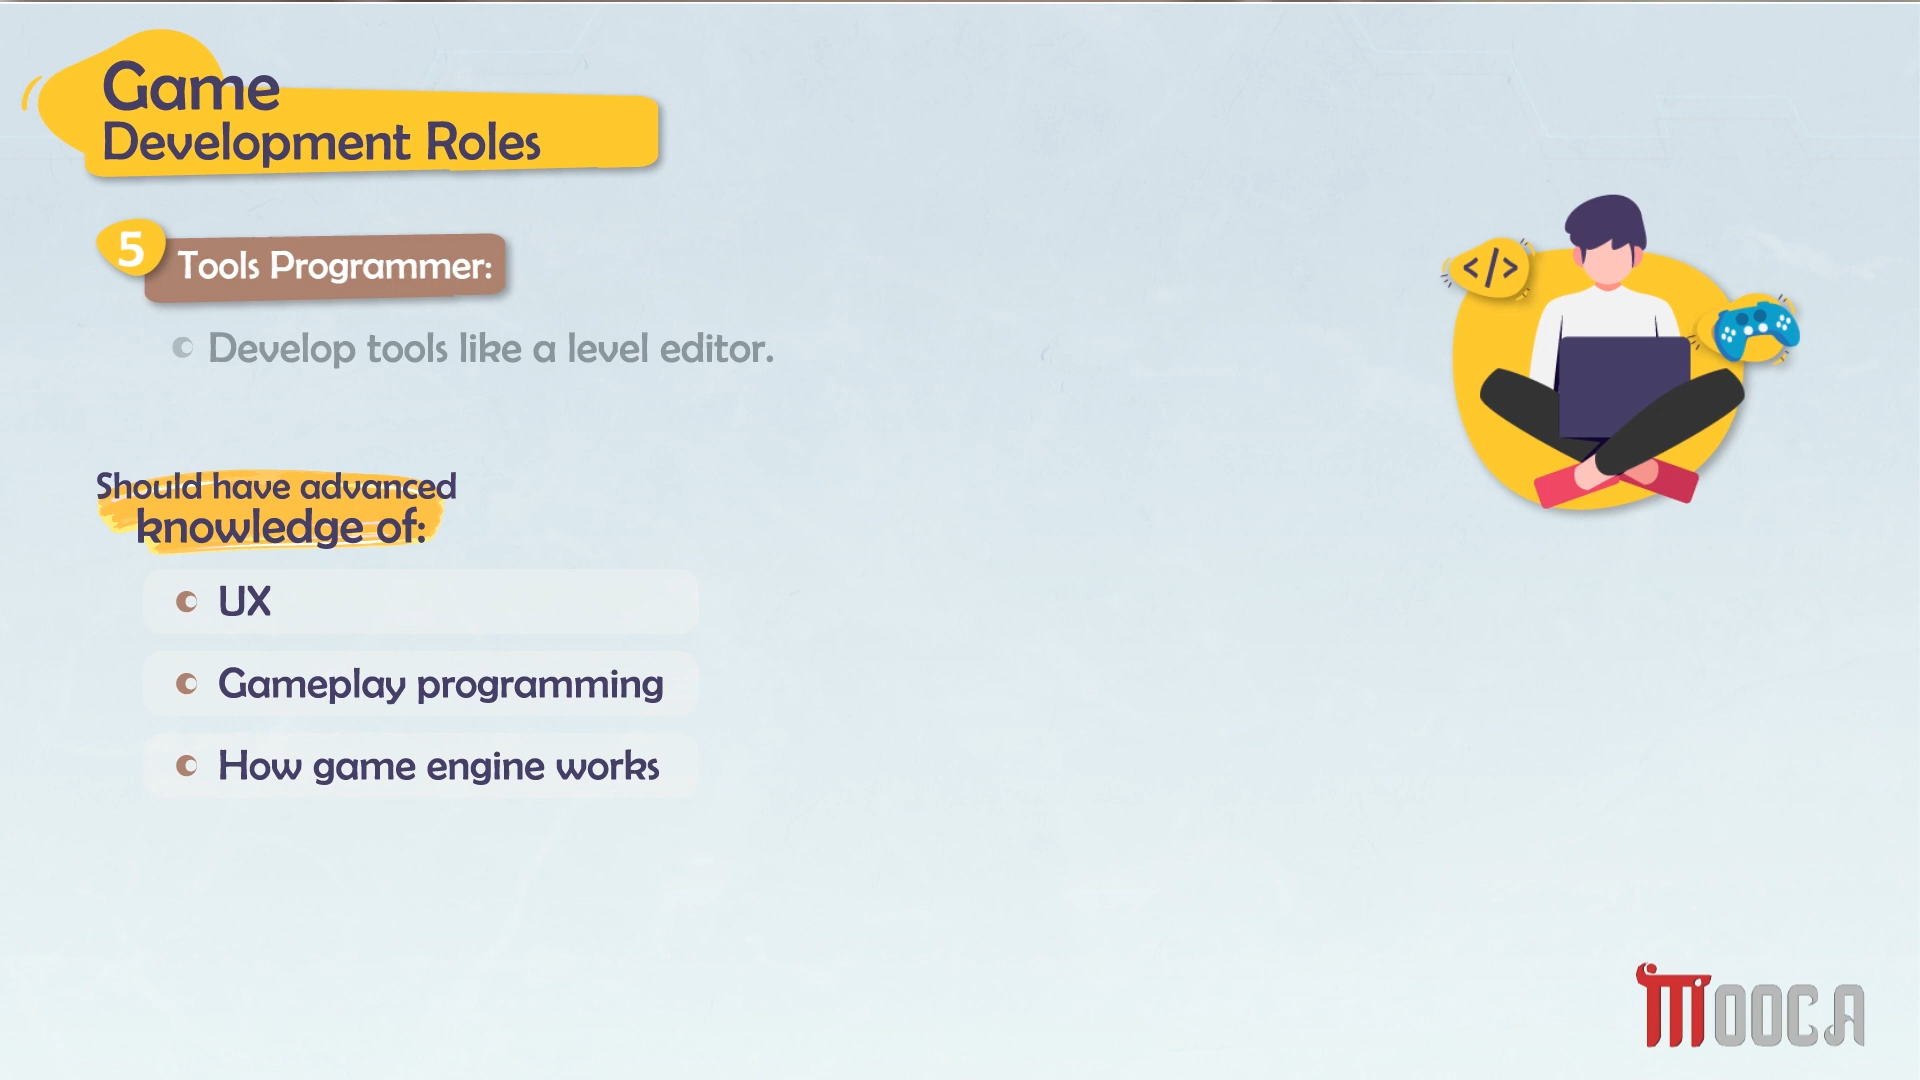 Game
Development Roles
5
Tools Programmer:
Develop tools like a level editor.
</>
Should have advanced
knowledge of:
UX
Gameplay programming
How game engine works
MOOCA